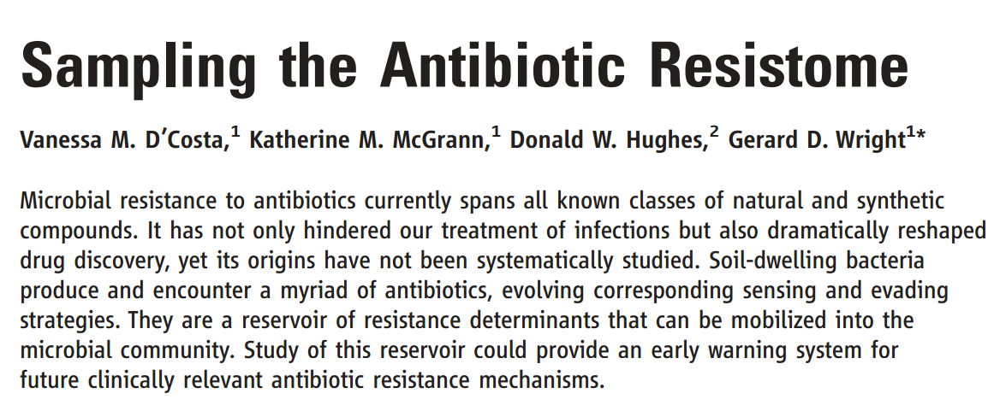 Sampling the Antibiotic Resistome
Vanessa M. D’Costa,¹ Katherine M. McGrann,¹ Donald W. Hughes,² Gerard D. Wright¹*
Microbial resistance to antibiotics currently spans all known classes of natural and synthetic
compounds. It has not only hindered our treatment of infections but also dramatically reshaped
drug discovery, yet its origins have not been systematically studied. Soil-dwelling bacteria
produce and encounter a myriad of antibiotics, evolving corresponding sensing and evading
strategies. They are a reservoir of resistance determinants that can be mobilized into the
microbial community. Study of this reservoir could provide an early warning system for
future clinically relevant antibiotic resistance mechanisms.